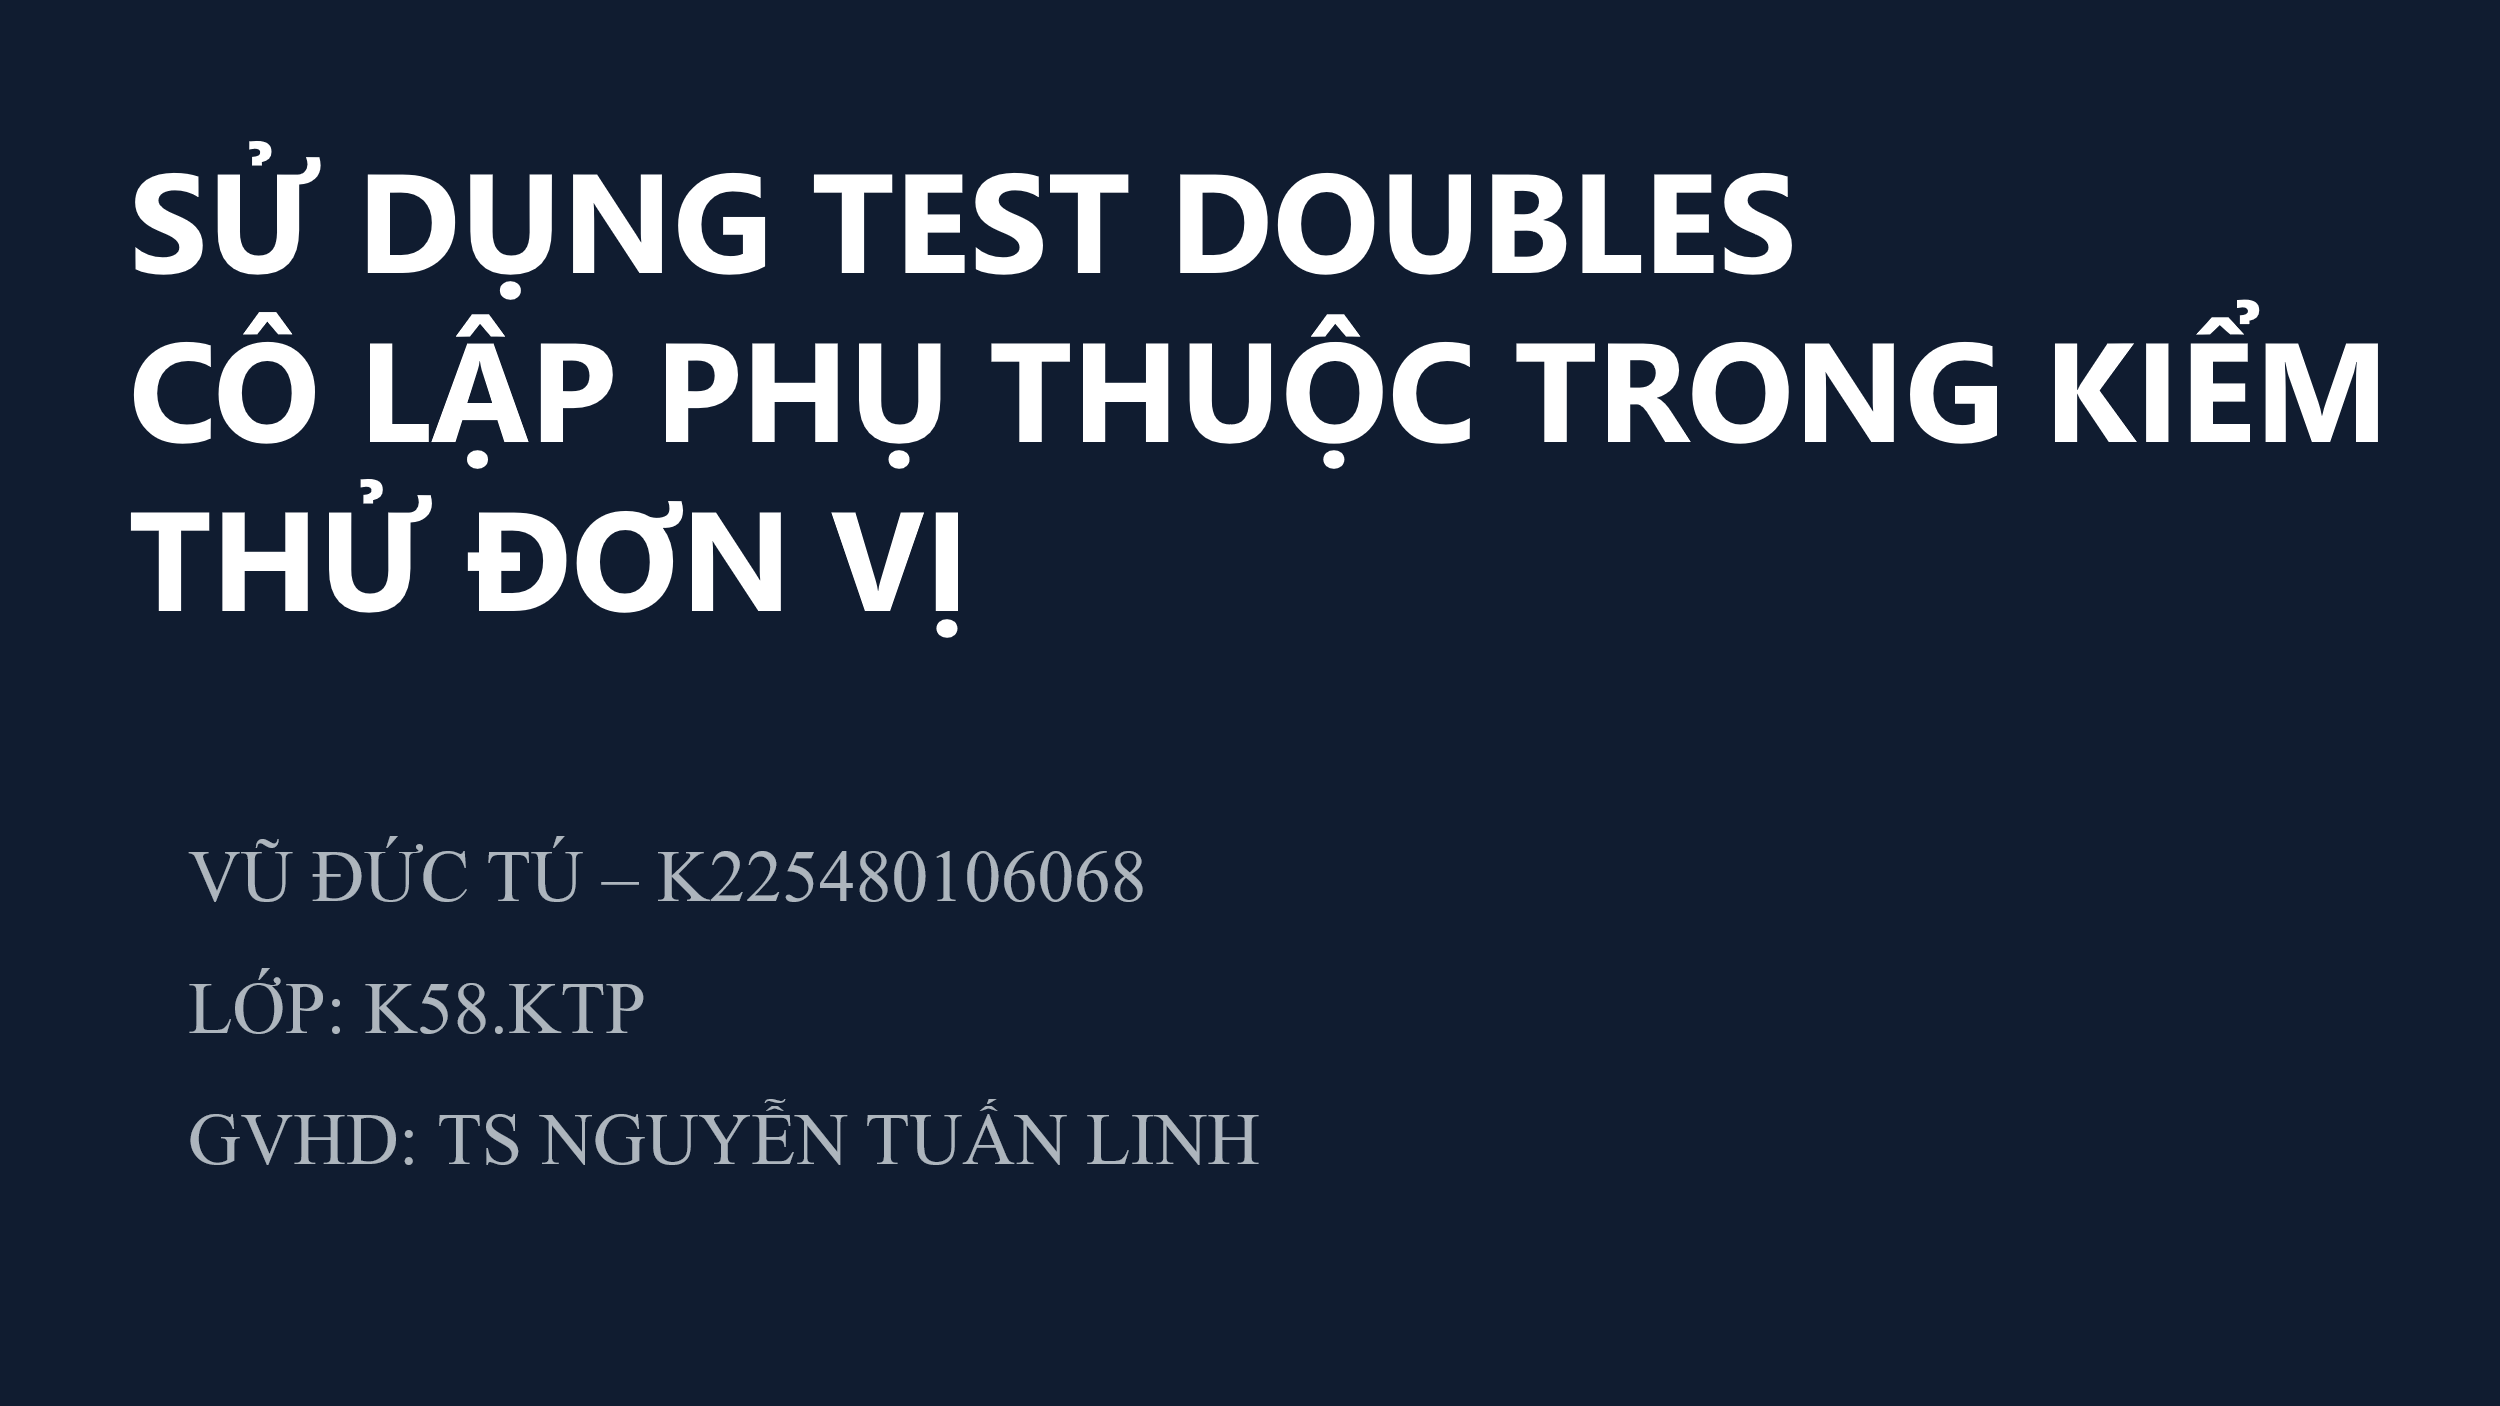 SỬ DỤNG TEST DOUBLES
CÔ LẬP PHỤ THUỘC TRONG KIỂM
THỬ ĐƠN VỊ
VŨ ĐỨC TÚ – K225480106068
LỚP: K58.KTP
GVHD: TS NGUYỄN TUẤN LINH